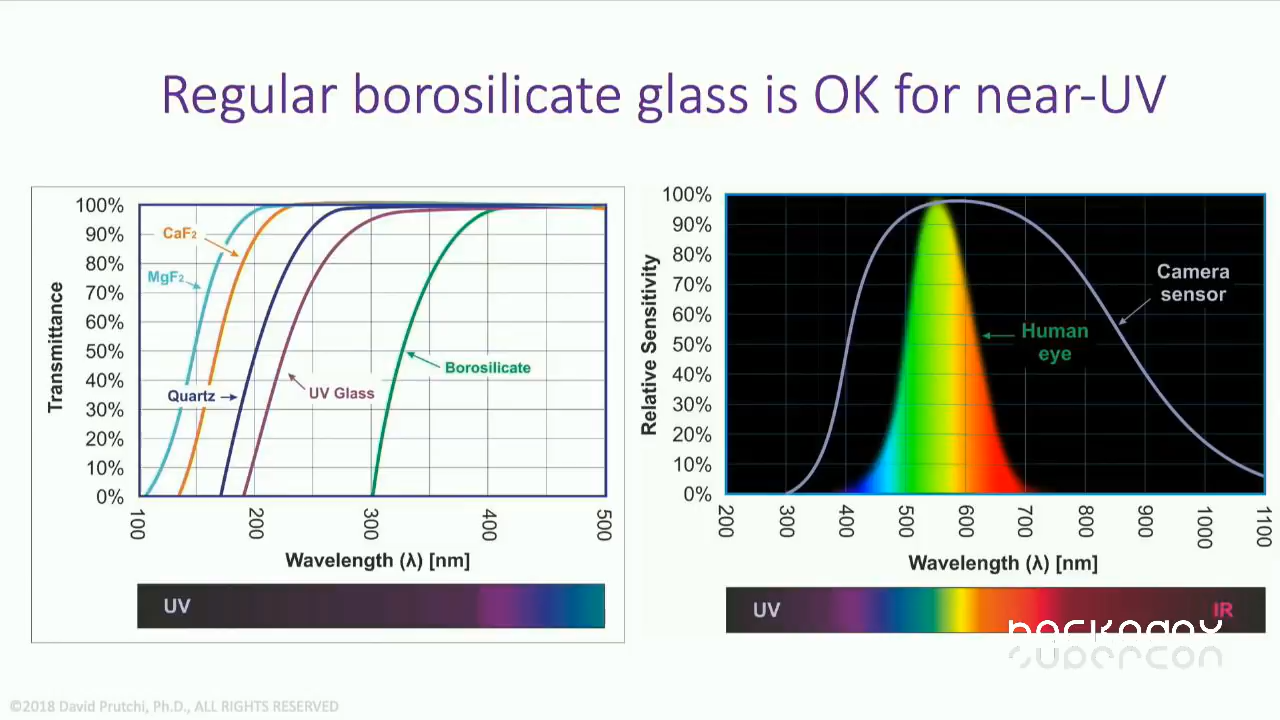 Regular borosilicate glass is OK for near-UV
Transmittance
100%
90%
80%
70%
60%
50%
40%
30%
20%
10%
0%
CaF2
MgF2
Quartz
UV Glass
Borosilicate
100
200
300
400
500
Wavelength (λ) [nm]
UV
Relative Sensitivity
100%
90%
80%
70%
60%
50%
40%
30%
20%
10%
0%
Camera
sensor
Human
eye
200
300
400
500
600
700
800
900
1000
1100
Wavelength (λ) [nm]
UV
IR
hackaday
supercon
©2018 David Prutchi, Ph.D., ALL RIGHTS RESERVED